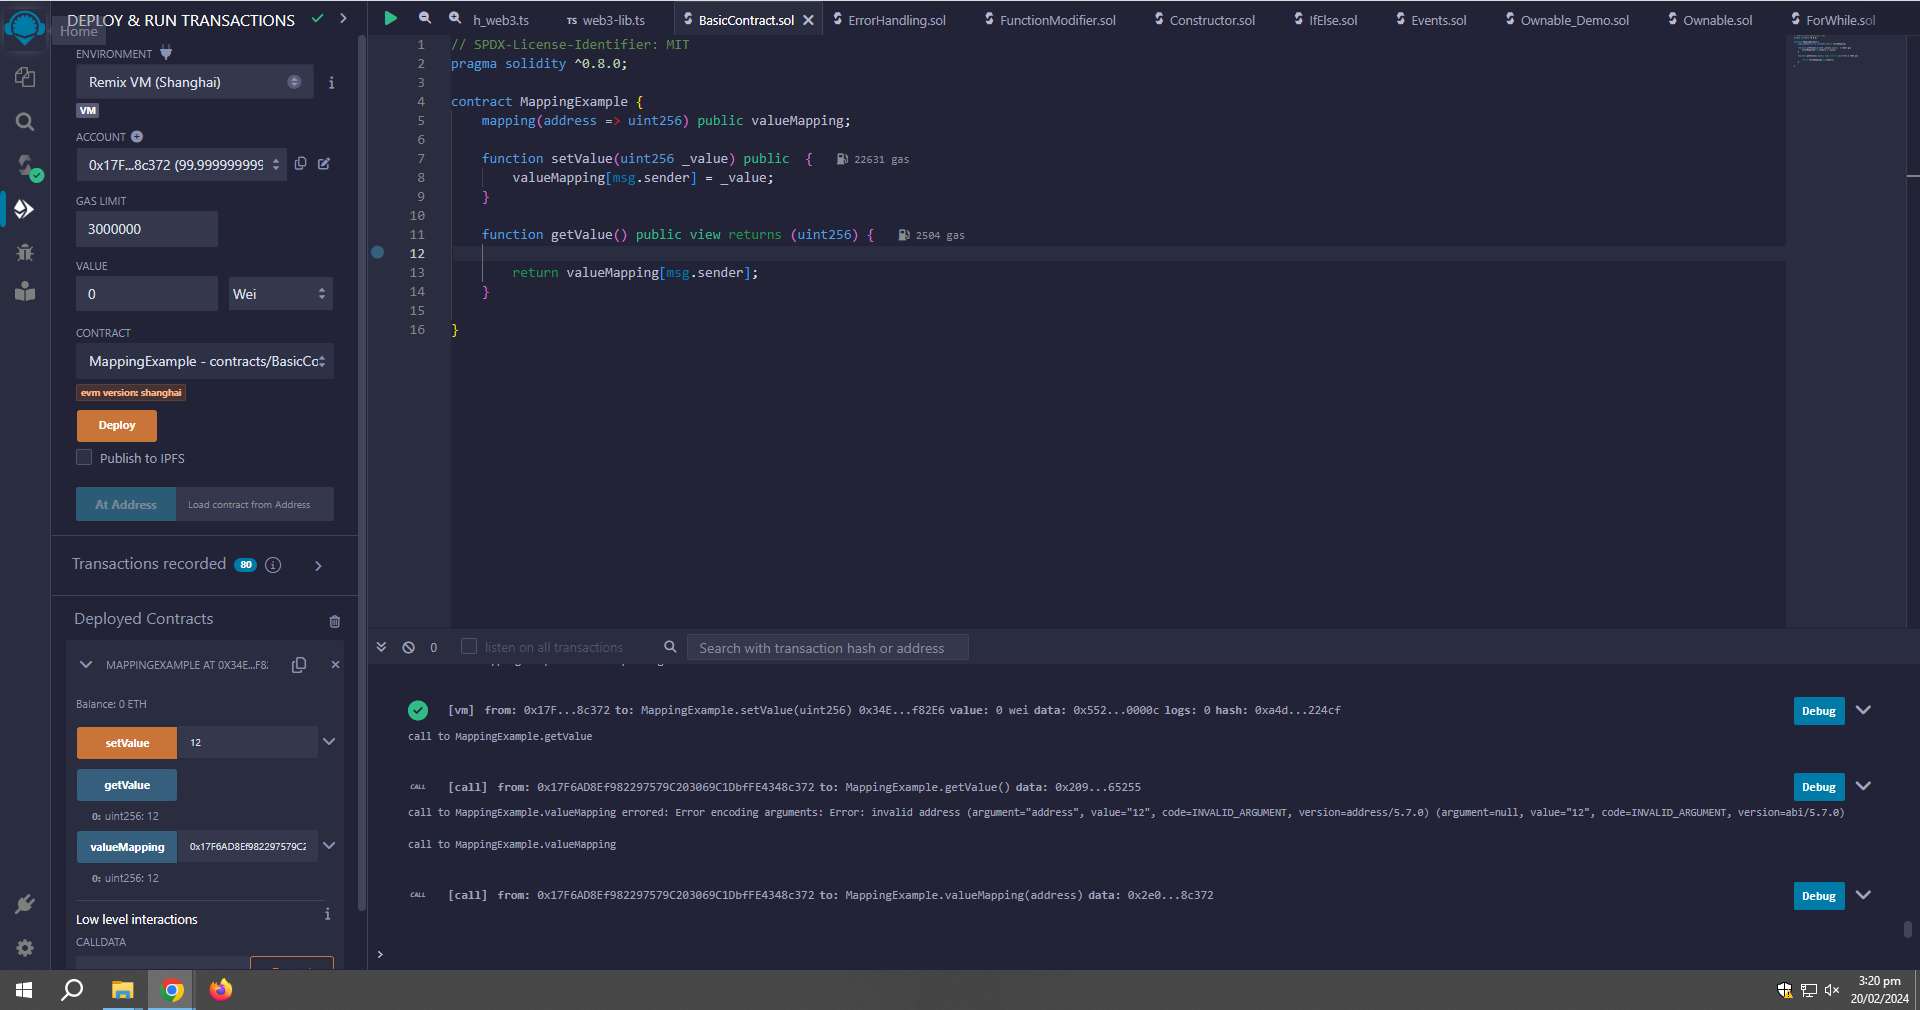 DEPLOY & RUN TRANSACTIONS
Home
ENVIRONMENT
Remix VM (Shanghai)
VM
ACCOUNT
0x17F...8c372 (99.999999999
GAS LIMIT
3000000
VALUE
0
Wei
CONTRACT
MappingExample - contracts/BasicCo
evm version: shanghai
Deploy
Publish to IPFS
At Address
Load contract from Address
Transactions recorded 80
Deployed Contracts
MAPPINGEXAMPLE AT 0X34E...F8
Balance: 0 ETH
setValue 12
getValue
0: uint256: 12
valueMapping 0x17F6AD8Ef982297579C2
0: uint256: 12
Low level interactions
CALLDATA
h_web3.ts
TS web3-lib.ts
BasicContract.sol
ErrorHandling.sol
FunctionModifier.sol
Constructor.sol
IfElse.sol
Events.sol
Ownable_Demo.sol
Ownable.sol
ForWhile.sol
1 // SPDX-License-Identifier: MIT
2 pragma solidity ^0.8.0;
3
4 contract MappingExample {
5 mapping(address => uint256) public valueMapping;
6
7 function setValue(uint256 _value) public { 22631 gas
8 valueMapping[msg.sender] = _value;
9 }
10
11 function getValue() public view returns (uint256) { 2504 gas
12
13 return valueMapping[msg.sender];
14 }
15
16 }
0
listen on all transactions
Search with transaction hash or address
[vm] from: 0x17F...8c372 to: MappingExample.setValue(uint256) 0x34E...f82E6 value: 0 wei data: 0x552...0000c logs: 0 hash: 0xa4d...224cf
Debug
call to MappingExample.getValue
CALL [call] from: 0x17F6AD8Ef982297579C203069C1DbfFE4348c372 to: MappingExample.getValue() data: 0x209...65255
Debug
call to MappingExample.valueMapping errored: Error encoding arguments: Error: invalid address (argument="address", value="12", code=INVALID_ARGUMENT, version=address/5.7.0) (argument=null, value="12", code=INVALID_ARGUMENT, version=abi/5.7.0)
call to MappingExample.valueMapping
CALL [call] from: 0x17F6AD8Ef982297579C203069C1DbfFE4348c372 to: MappingExample.valueMapping(address) data: 0x2e0...8c372
Debug
>
3:20 pm
20/02/2024